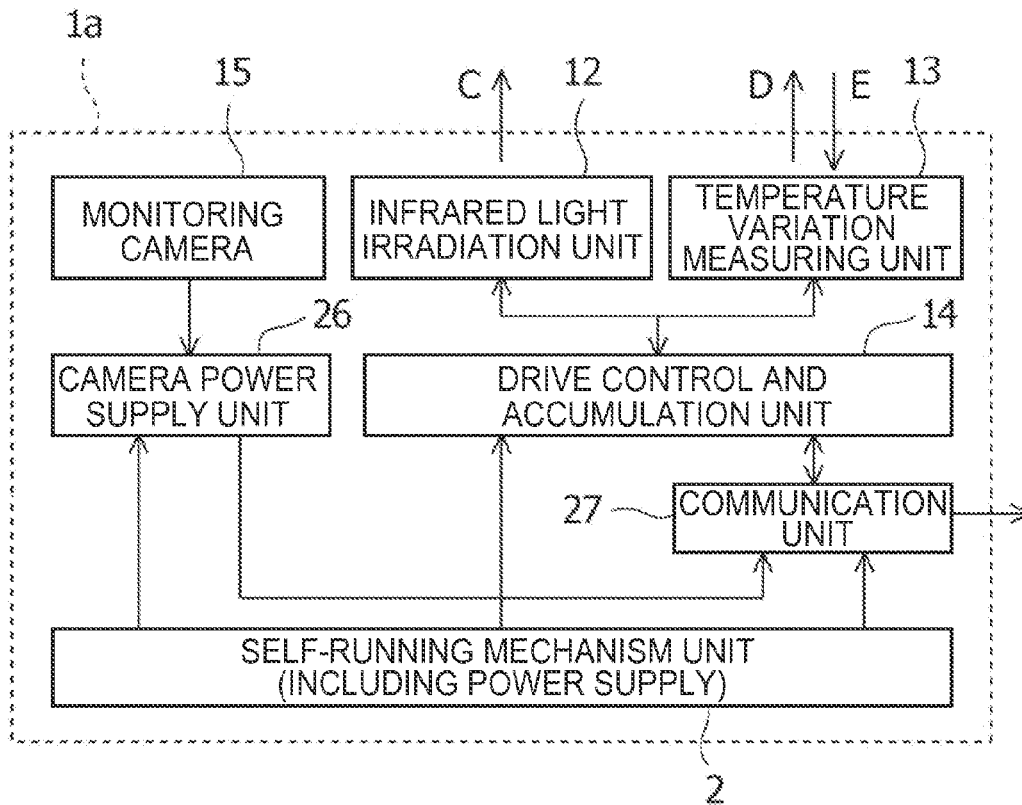 1a
15
C
12
D
E
13
MONITORING
CAMERA
INFRARED LIGHT
IRRADIATION UNIT
TEMPERATURE
VARIATION
MEASURING UNIT
26
14
CAMERA POWER
SUPPLY UNIT
DRIVE CONTROL AND
ACCUMULATION UNIT
27
COMMUNICATION
UNIT
SELF-RUNNING MECHANISM UNIT
(INCLUDING POWER SUPPLY)
2